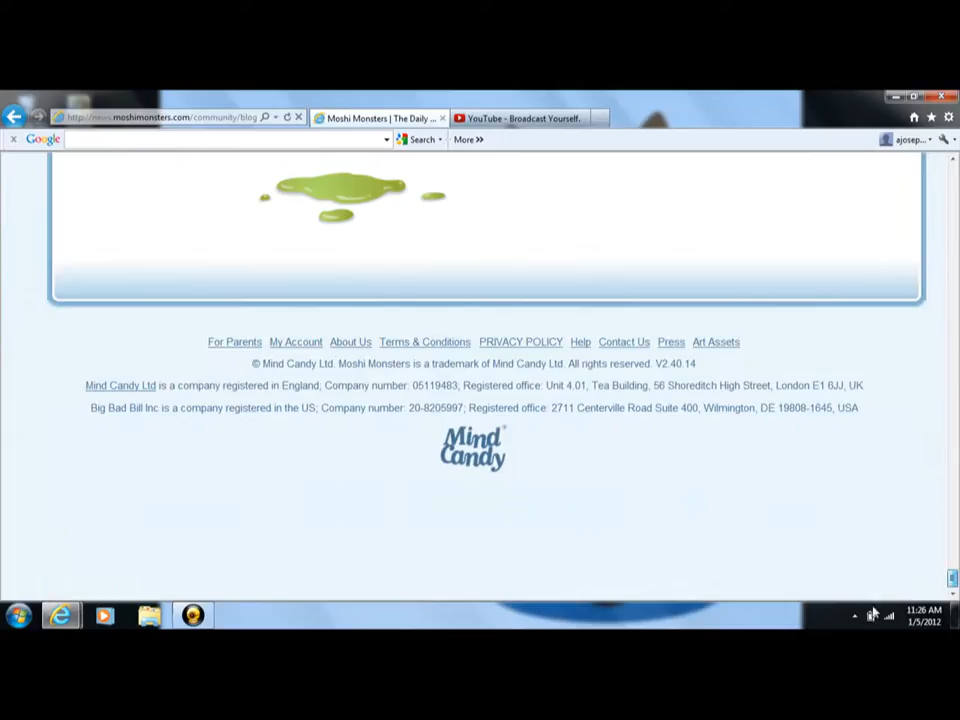 http://news.moshimonsters.com/community/blog
Moshi Monsters | The Daily ...
YouTube - Broadcast Yourself.
x Google
Search
More »
ajosep...
For Parents My Account About Us Terms & Conditions PRIVACY POLICY Help Contact Us Press Art Assets
© Mind Candy Ltd. Moshi Monsters is a trademark of Mind Candy Ltd. All rights reserved. V2.40.14
Mind Candy Ltd is a company registered in England, Company number: 05119483; Registered office: Unit 4.01, Tea Building, 56 Shoreditch High Street, London E1 6JJ, UK
Big Bad Bill Inc is a company registered in the US; Company number: 20-8205997; Registered office: 2711 Centerville Road Suite 400, Wilmington, DE 19808-1645, USA
Mind
Candy
11:26 AM
1/5/2012